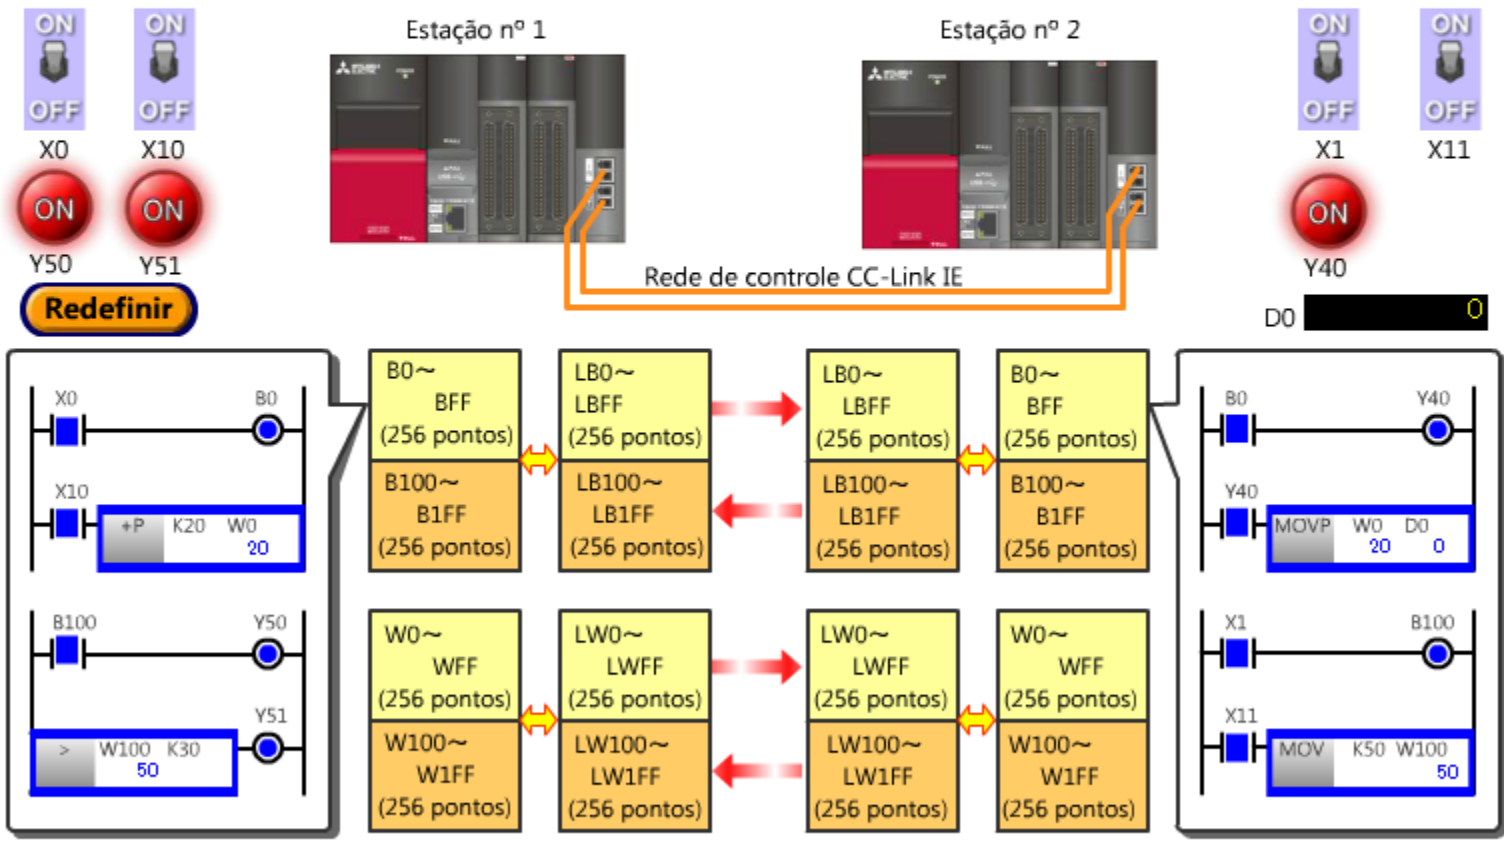 ON
ON
Estação nº 1
Estação nº 2
ON
ON
OFF
OFF
OFF
OFF
X0
X10
X1
X11
ON
ON
ON
Y50
Y51
Y40
Redefinir
Rede de controle CC-Link IE
D0
0
X0
B0
X10
+P K20 W0
20
B100
Y50
Y51
> W100 K30
50
B0～
BFF
(256 pontos)
B100～
B1FF
(256 pontos)
LB0～
LBFF
(256 pontos)
LB100～
LB1FF
(256 pontos)
LB0～
LBFF
(256 pontos)
LB100～
LB1FF
(256 pontos)
B0～
BFF
(256 pontos)
B100～
B1FF
(256 pontos)
W0～
WFF
(256 pontos)
W100～
W1FF
(256 pontos)
LW0～
LWFF
(256 pontos)
LW100～
LW1FF
(256 pontos)
LW0～
LWFF
(256 pontos)
LW100～
LW1FF
(256 pontos)
W0～
WFF
(256 pontos)
W100～
W1FF
(256 pontos)
B0
Y40
Y40
MOVP W0 D0
20 0
X1
B100
X11
MOV K50 W100
50